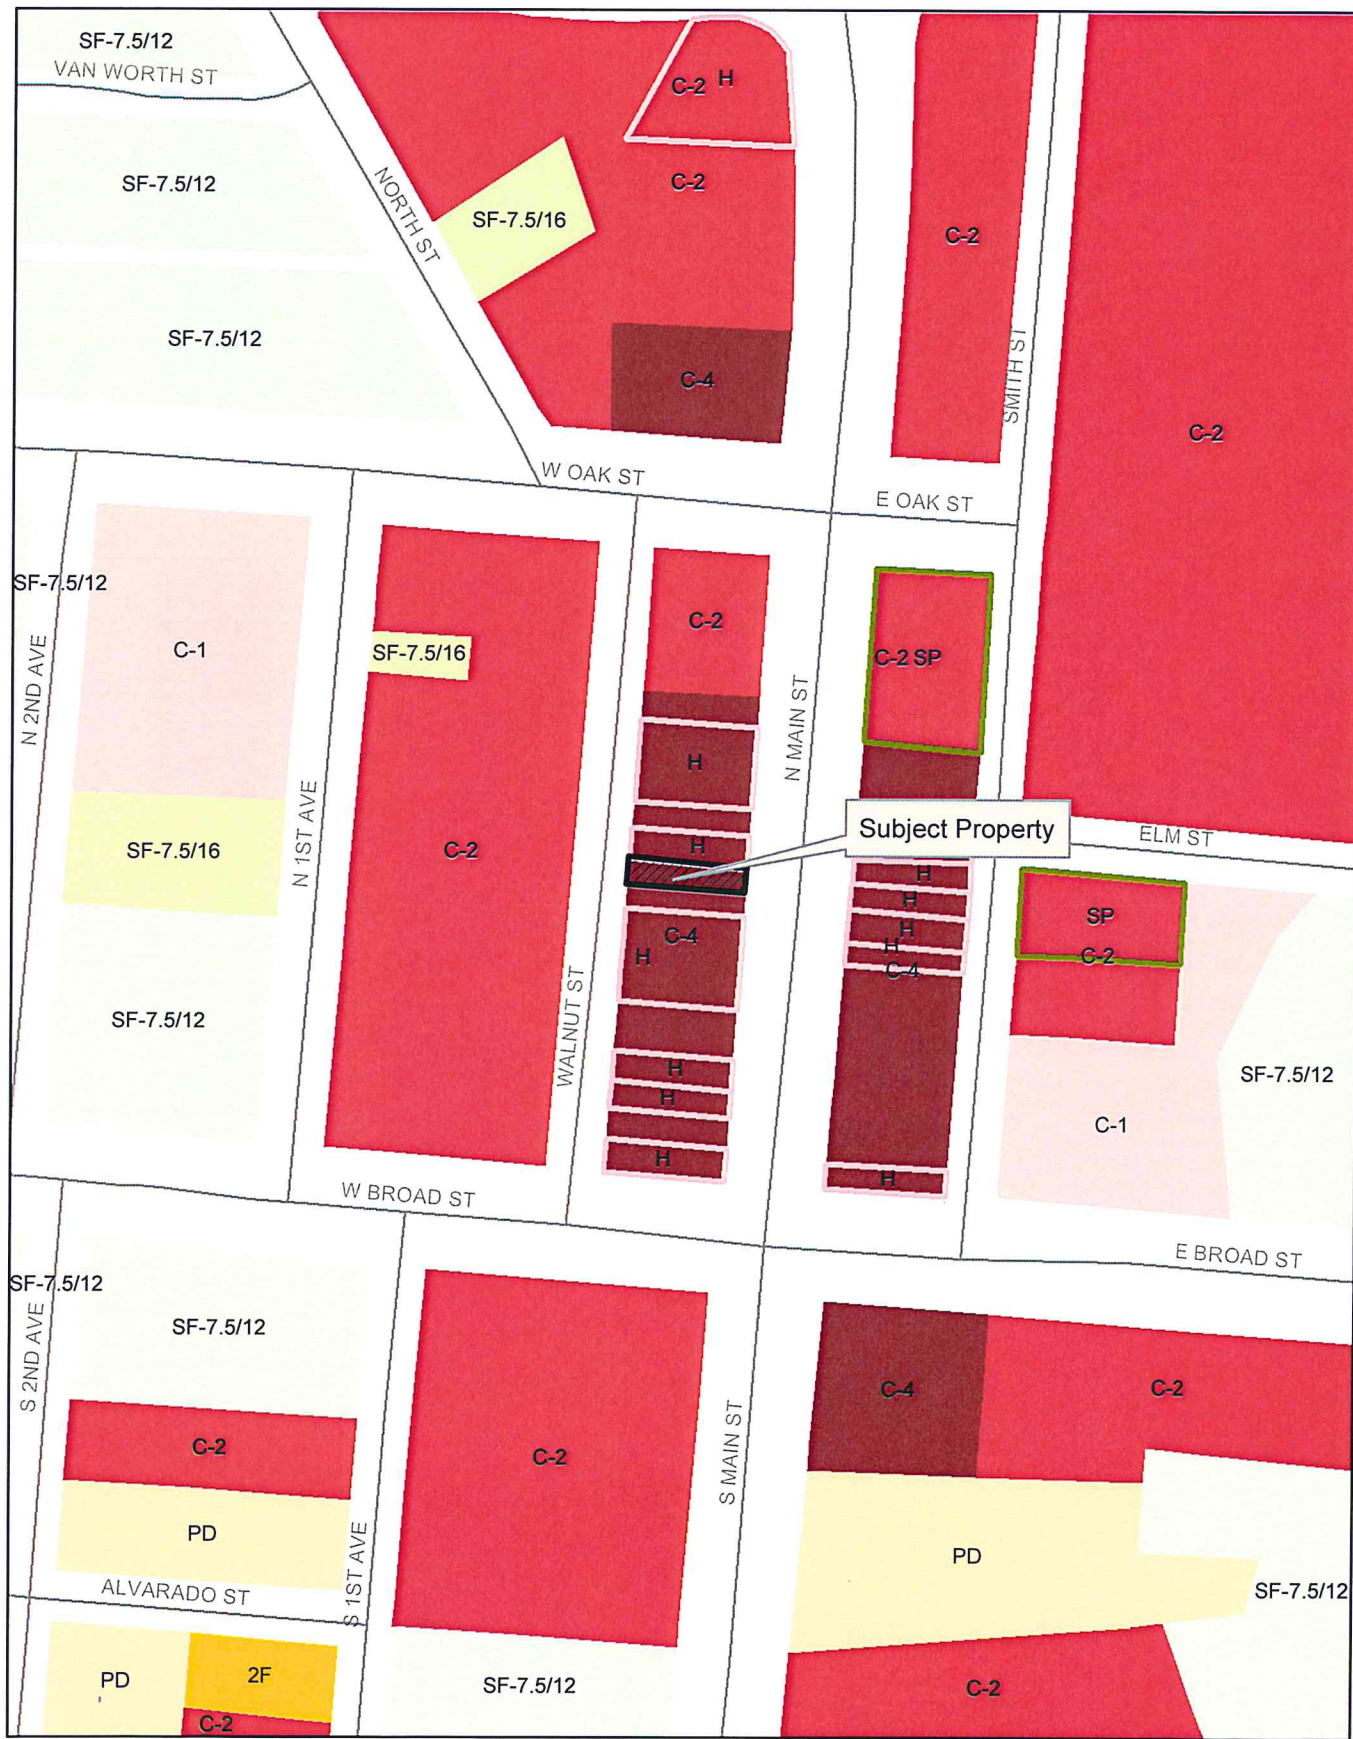 SF-7.5/12
VAN WORTH ST
C-2 H
SF-7.5/12
NORTH ST
SF-7.5/16
C-2
C-2
SF-7.5/12
C-4
SMITH ST
C-2
W OAK ST
E OAK ST
SF-7.5/12
N 2ND AVE
C-1
N 1ST AVE
SF-7.5/16
C-2
N MAIN ST
C-2 SP
H
Subject Property
ELM ST
SF-7.5/16
C-2
H
H
H
H
H
C-4
SP
C-2
C-4
H
WALNUT ST
SF-7.5/12
H
H
H
H
C-1
SF-7.5/12
W BROAD ST
E BROAD ST
SF-7.5/12
S 2ND AVE
SF-7.5/12
C-2
PD
ALVARADO ST
S 1ST AVE
C-2
S MAIN ST
C-4
C-2
PD
SF-7.5/12
PD
2F
C-2
SF-7.5/12
C-2